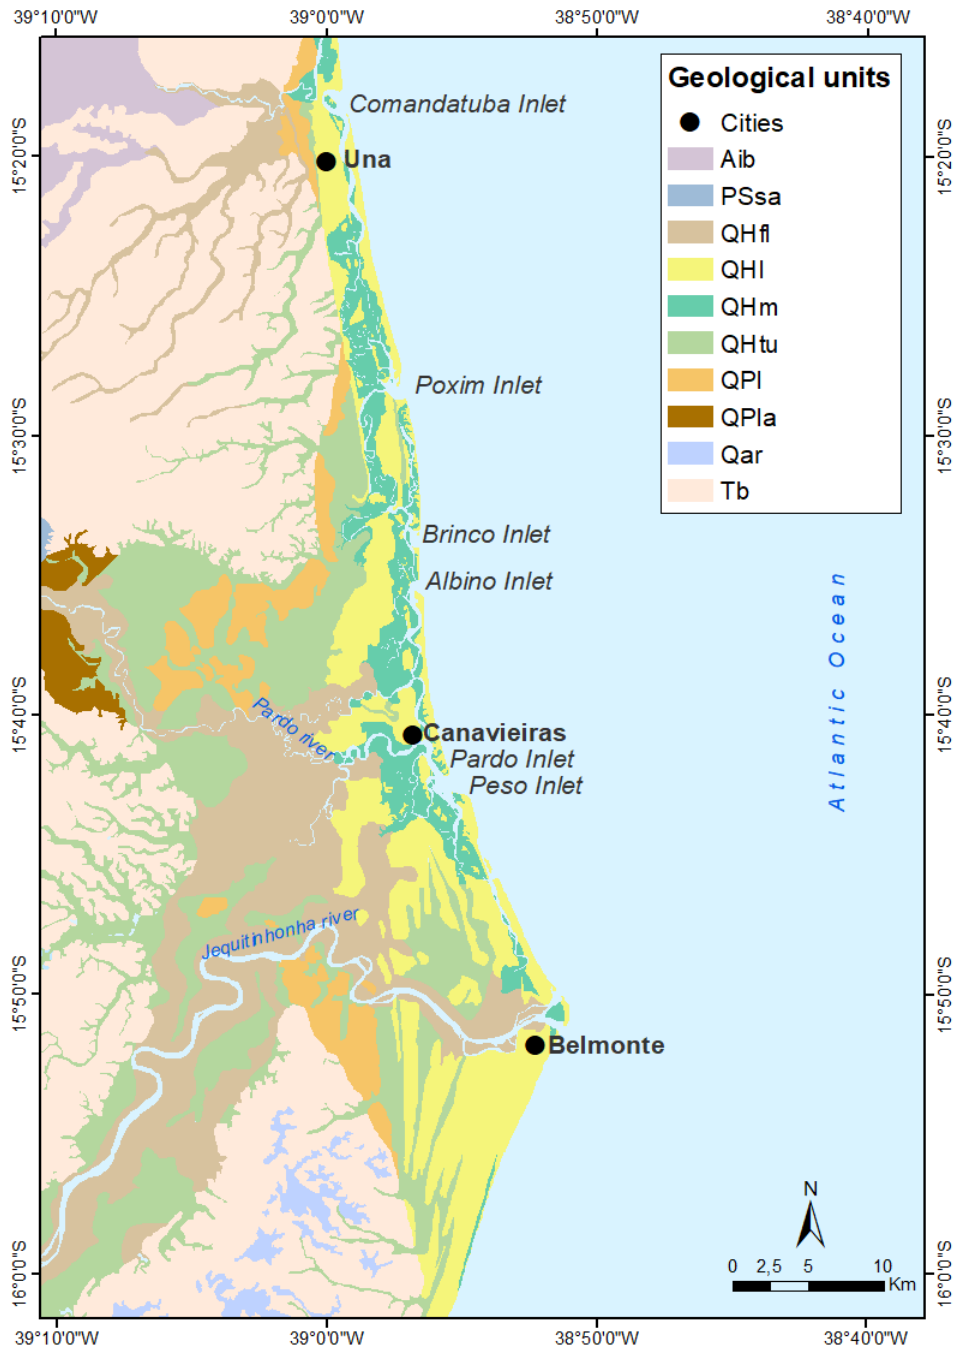 39°10'0"W 39°00'0"W 38°50'0"W 38°40'0"W
Geological units
Cities
Aib
PSsa
QHfl
QHl
QHm
QHtu
QPl
QPla
Qar
Tb
Comandatuba Inlet
Una
Poxim Inlet
Brinco Inlet
Albino Inlet
Canavieiras
Pardo Inlet
Peso Inlet
Pardo river
Jequitinhonha river
Belmonte
Atlantic Ocean
15°20'0"S
15°30'0"S
15°40'0"S
15°50'0"S
16°0'0"S
15°20'0"S
15°30'0"S
15°40'0"S
15°50'0"S
16°0'0"S
N
0 2,5 5 10
Km
39°10'0"W 39°00'0"W 38°50'0"W 38°40'0"W